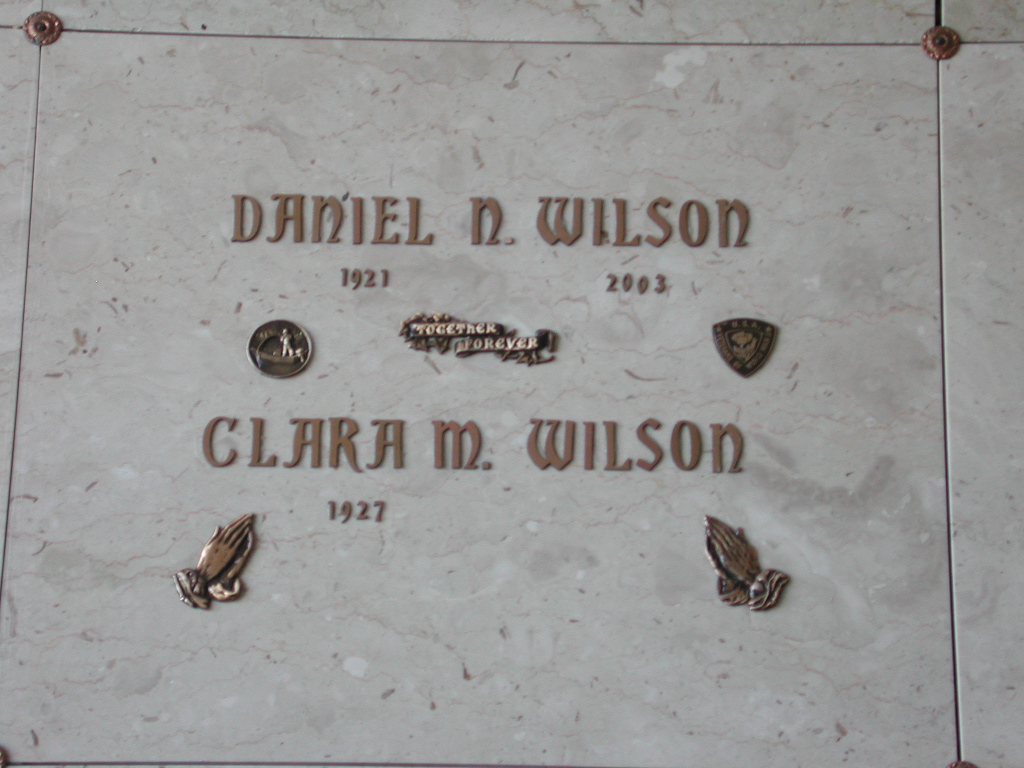 DANIEL N. WILSON
1921 2003
TOGETHER
FOREVER
U.S.A.
CLARA M. WILSON
1927